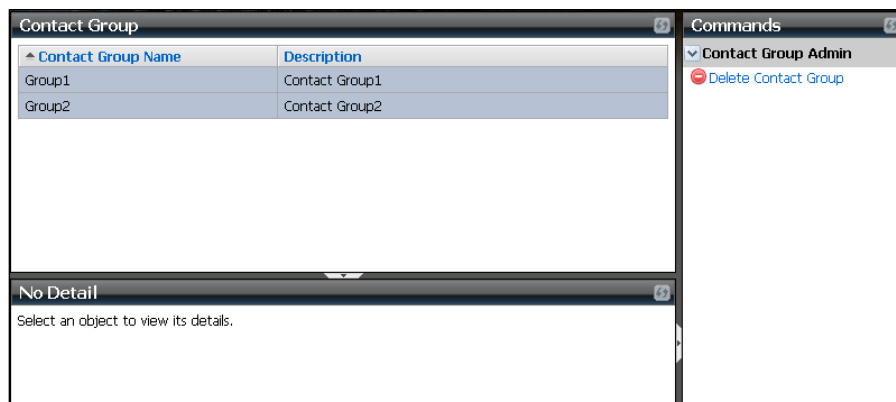 Contact Group
Contact Group Name Description
Group1 Contact Group1
Group2 Contact Group2
No Detail
Select an object to view its details.
Commands
Contact Group Admin
Delete Contact Group